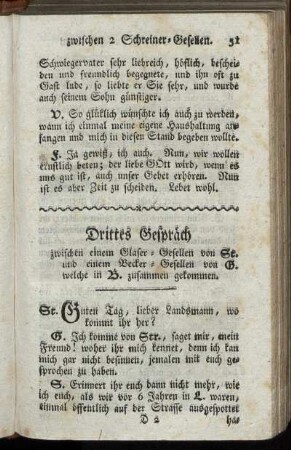 zwischen 2 Schreiner-Gesellen. 51
Schwiegervater sehr liebreich, höflich, beschei-
den und freundlich begegnete, und ihn oft zu
Gast lude, so liebte er Sie sehr, und wurde
auch seinem Sohn günstiger.
V. So glüklich wünschte ich auch zu werden,
wann ich einmal meine eigene Haushaltung an-
fangen und mich in diesen Stand begeben wollte.
F. Ja gewiß, ich auch. Nun, wir wollen
ernstlich beten, der liebe GOtt wird, wenn es
uns gut ist, auch unser Gebet erhören. Nun
ist es aber Zeit zu scheiden. Lebet wohl.
Drittes Gespräch
zwischen einem Glaser-Gesellen von St.
und einem Becker-Gesellen von G.
welche in B. zusammen gekommen.
St. Guten Tag, lieber Landsmann, wo
kommt ihr her?
G. Ich komme von Str., saget mir, mein
Freund! woher ihr mich kennet, denn ich kan
mich gar nicht besinnen, jemalen mit euch ge-
sprochen zu haben.
S. Erinnert ihr euch dann nicht mehr, wie
ich euch, als wir vor 6 Jahren in L. waren,
einmal öffentlich auf der Strasse ausgespottet
D 2 ha-